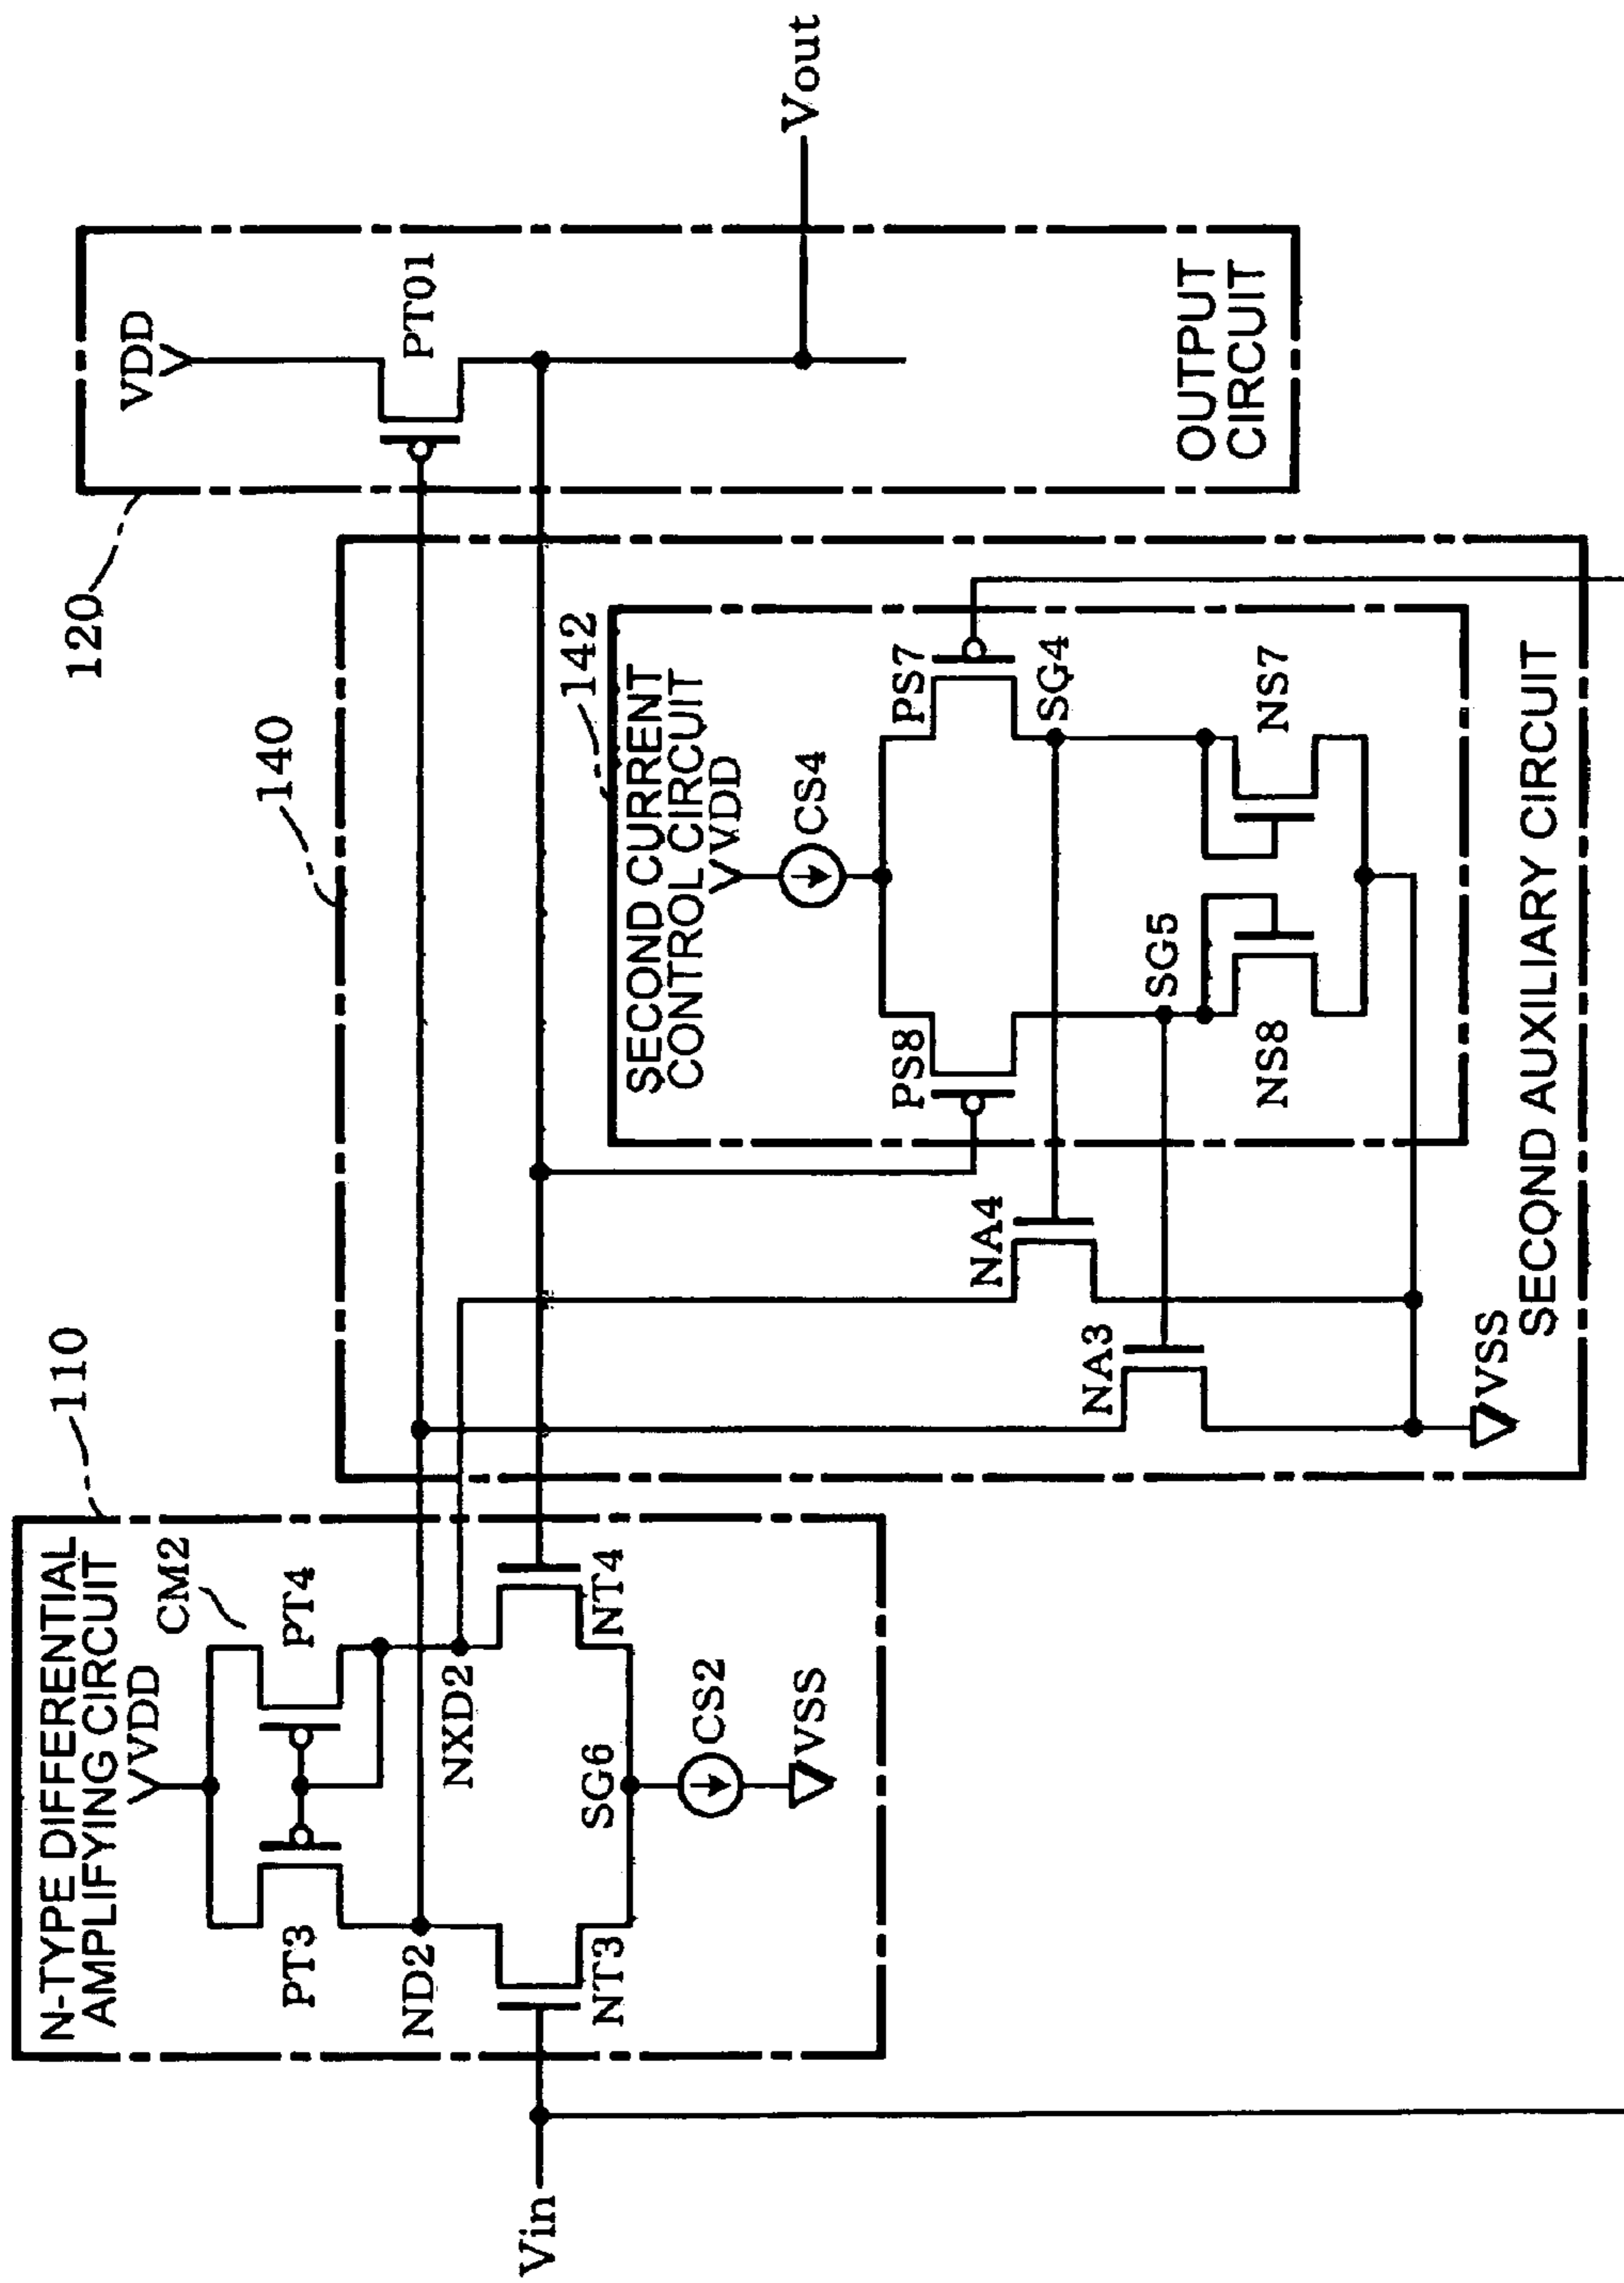 N-TYPE DIFFERENTIAL
AMPLIFYING CIRCUIT
110
VDD
CM2
PT3
PT4
ND2
NXD2
NT3
NT4
SG6
CS2
VSS
Vin
140
142
SECOND CURRENT
CONTROL CIRCUIT
VDD
CS4
PS8
PS7
SG4
SG5
NS8
NS7
NA4
NA3
VSS
SECOND AUXILIARY CIRCUIT
120
VDD
PT01
Vout
OUTPUT
CIRCUIT